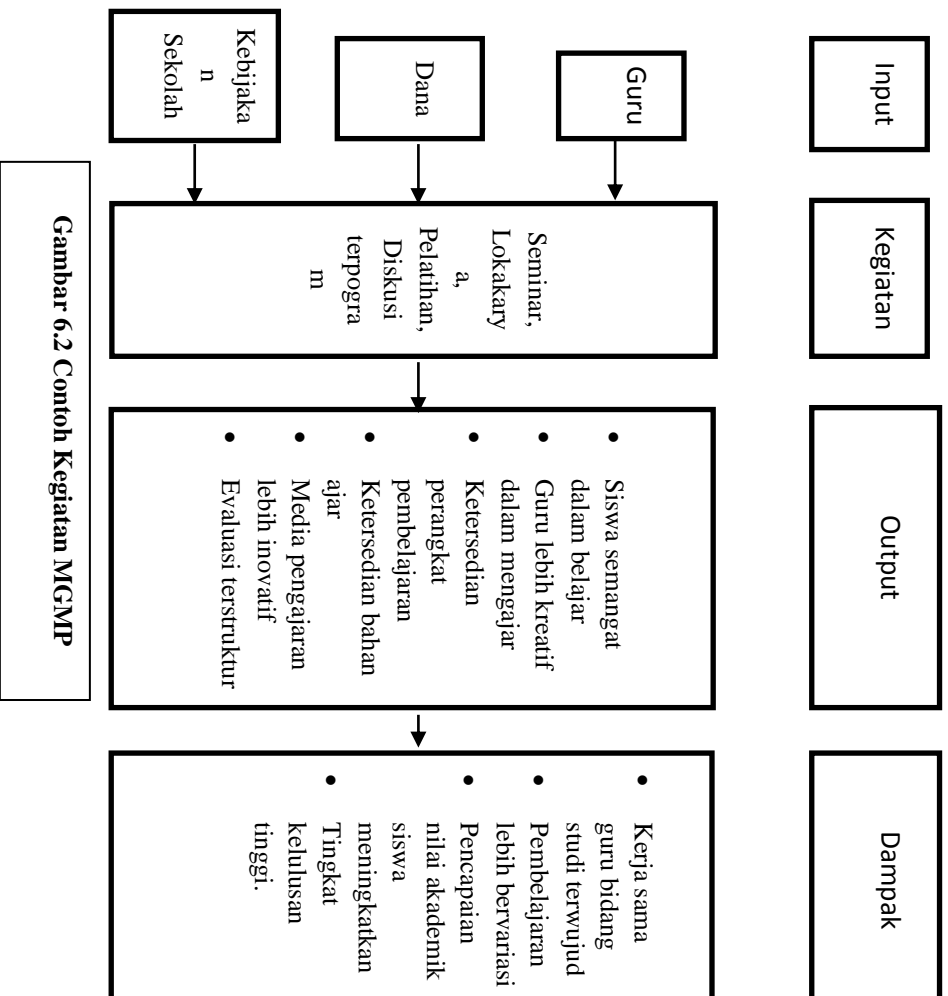 Input
Kegiatan
Output
Dampak
Guru
Dana
Kebijaka
n
Sekolah
Seminar,
Lokakary
a,
Pelatihan,
Diskusi
terpogra
m
• Siswa semangat
dalam belajar
• Guru lebih kreatif
dalam mengajar
• Ketersedian
perangkat
pembelajaran
• Ketersedian bahan
ajar
• Media pengajaran
lebih inovatif
• Evaluasi terstruktur
• Kerja sama
guru bidang
studi terwujud
• Pembelajaran
lebih bervariasi
• Pencapaian
nilai akademik
siswa
meningkatkan
• Tingkat
kelulusan
tinggi.
Gambar 6.2 Contoh Kegiatan MGMP